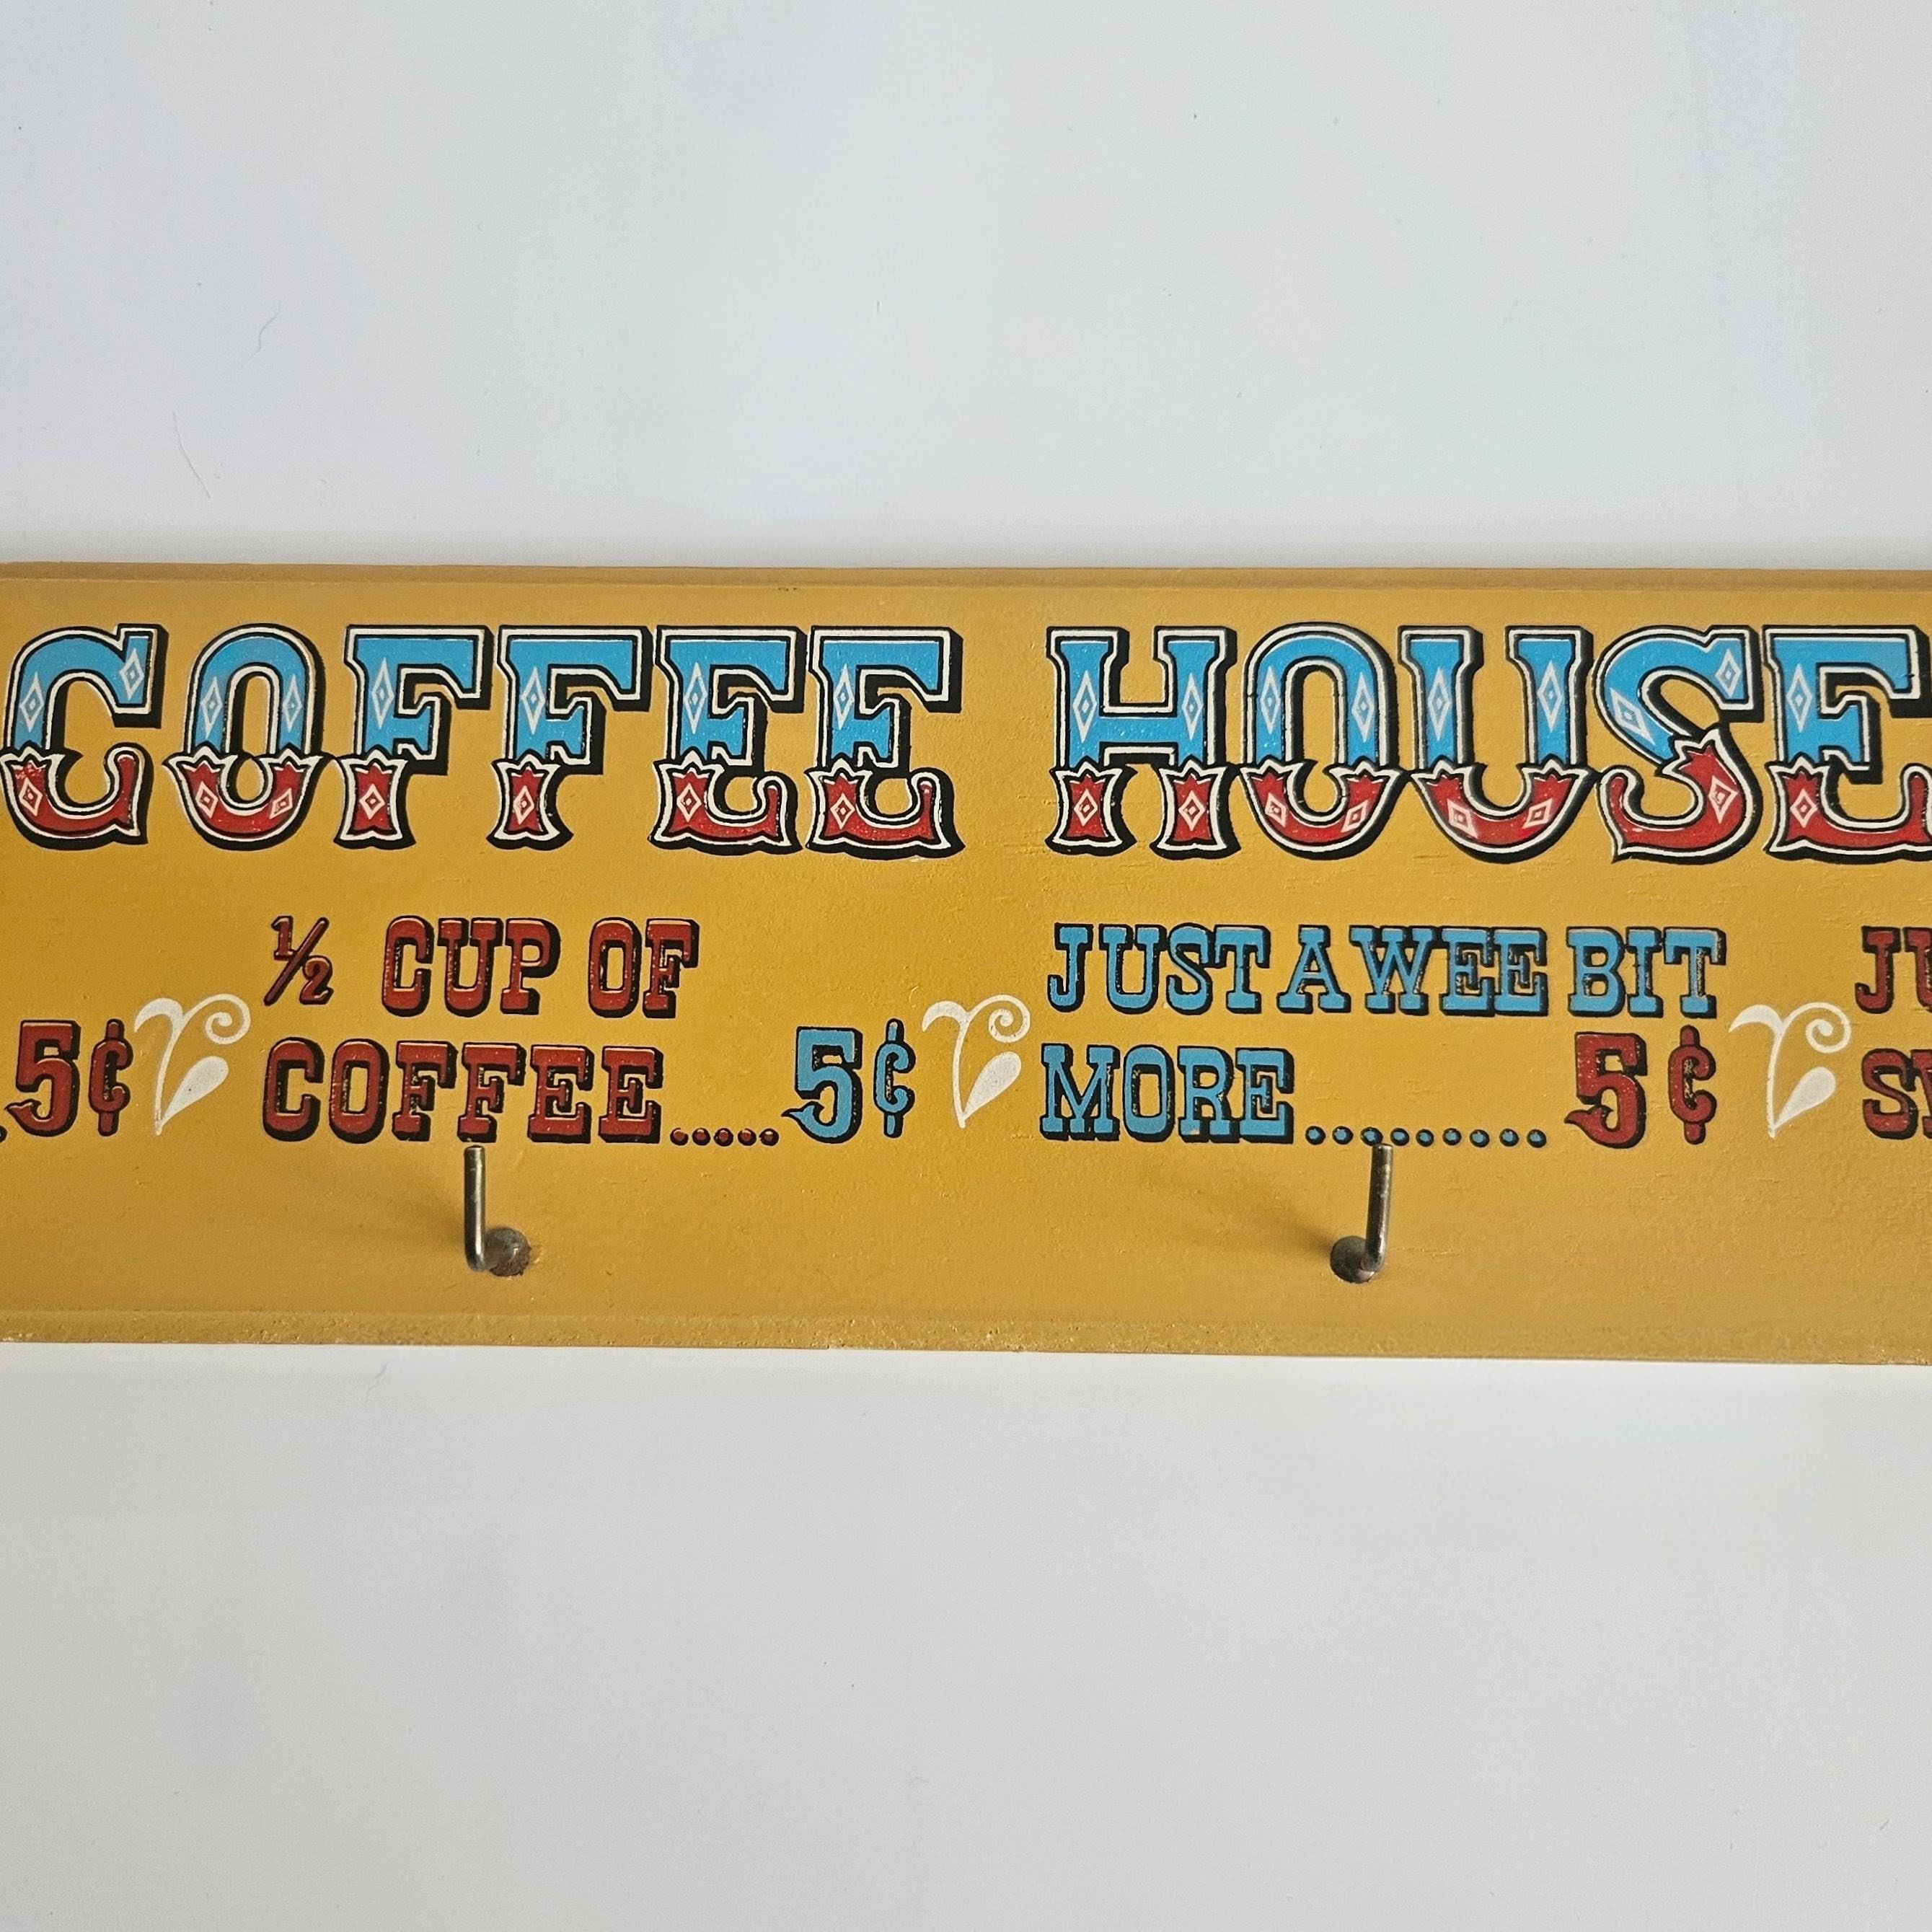 COFFEE HOUSE
½ CUP OF
COFFEE.....5¢
JUST A WEE BIT
MORE.........5¢
5¢